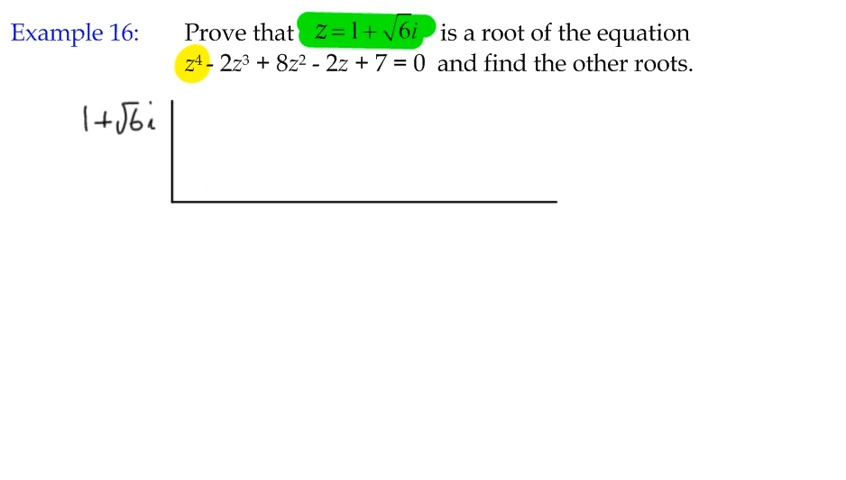 Example 16: Prove that z = 1 + √6i is a root of the equation
z⁴ - 2z³ + 8z² - 2z + 7 = 0 and find the other roots.
1+√6i